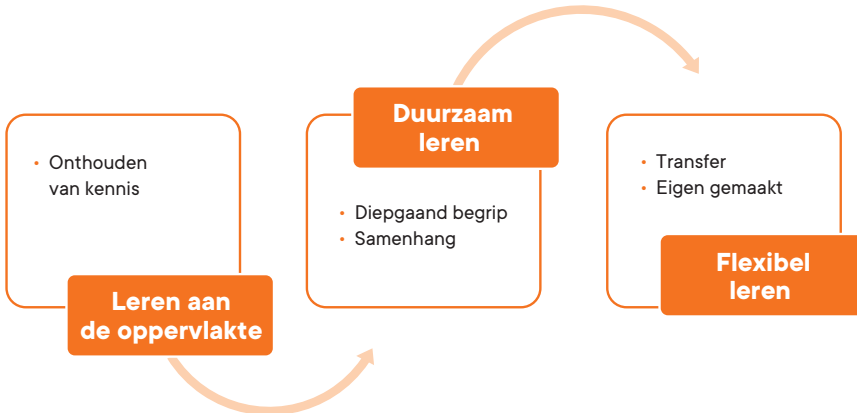 • Onthouden
van kennis
Leren aan
de oppervlakte
Duurzaam
leren
• Diepgaand begrip
• Samenhang
• Transfer
• Eigen gemaakt
Flexibel
leren